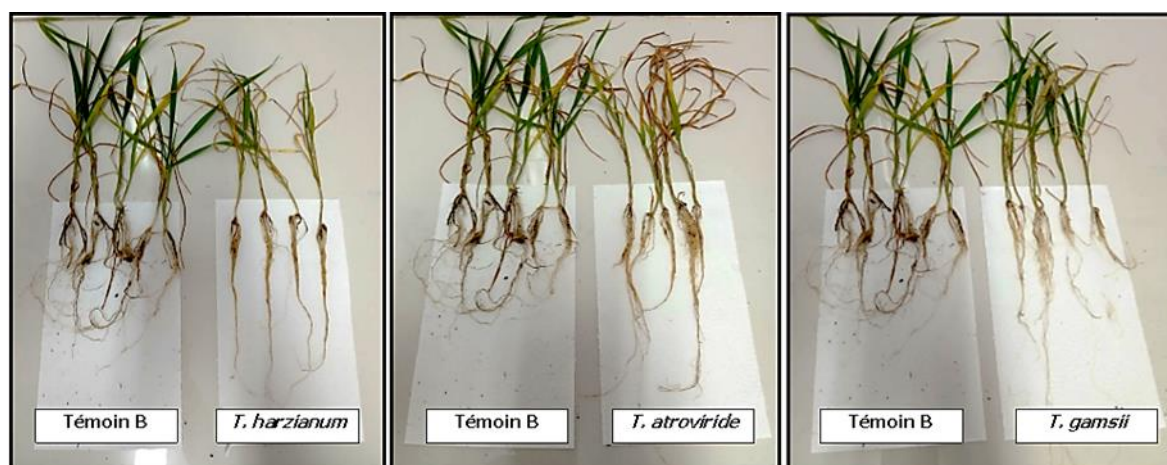 Témoin B
T. harzianum
Témoin B
T. atroviride
Témoin B
T. gamsii